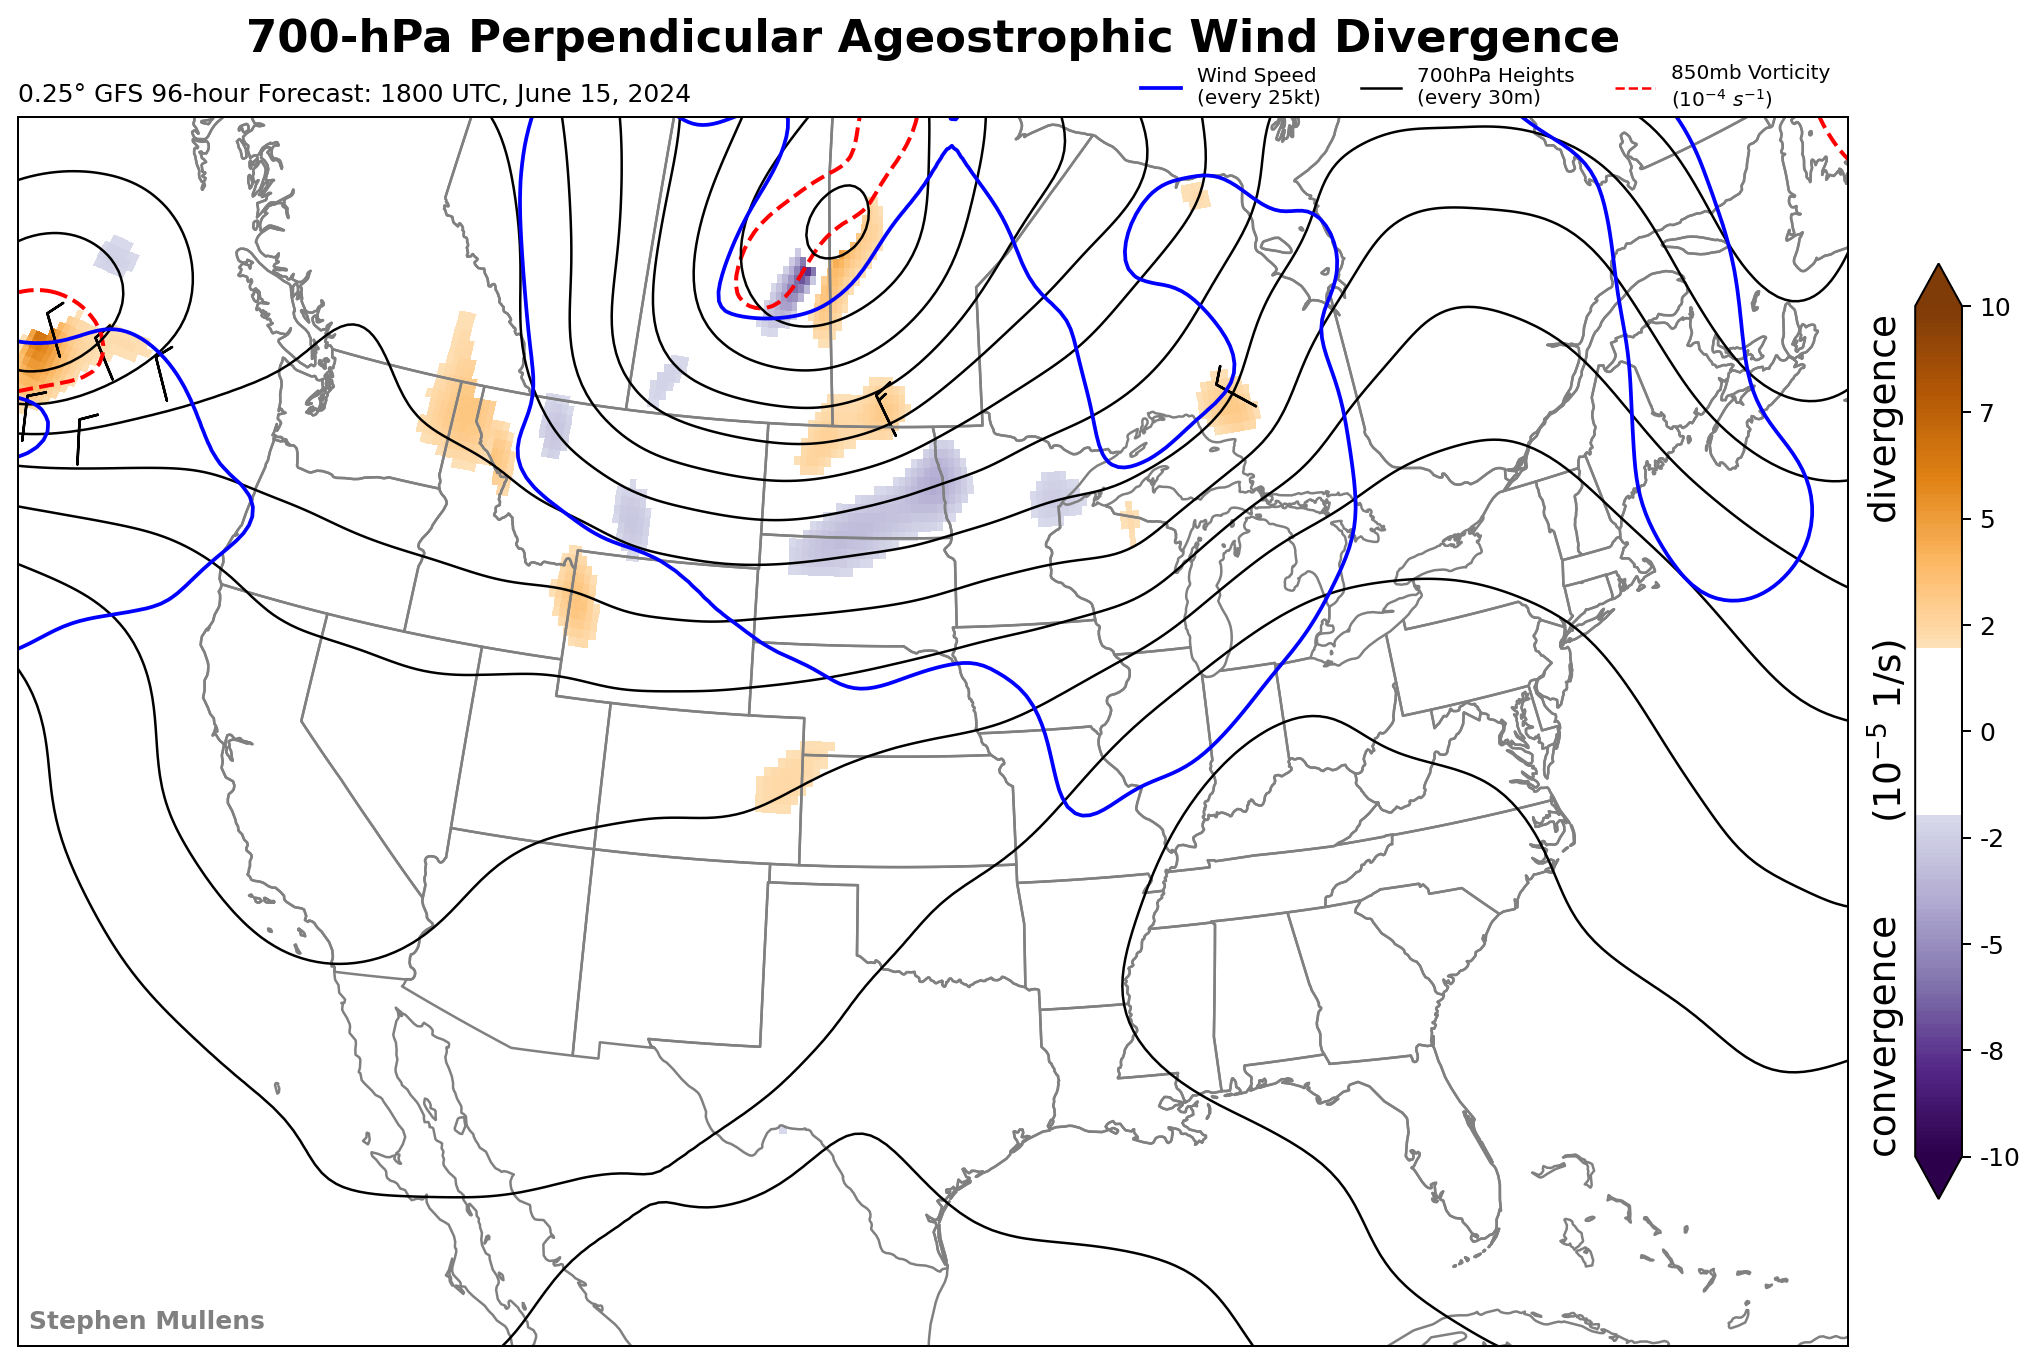 700-hPa Perpendicular Ageostrophic Wind Divergence
0.25° GFS 96-hour Forecast: 1800 UTC, June 15, 2024
Wind Speed
(every 25kt)
700hPa Heights
(every 30m)
850mb Vorticity
(10⁻⁴ s⁻¹)
10
7
5
2
0
-2
-5
-8
-10
convergence (10⁻⁵ 1/s) divergence
Stephen Mullens